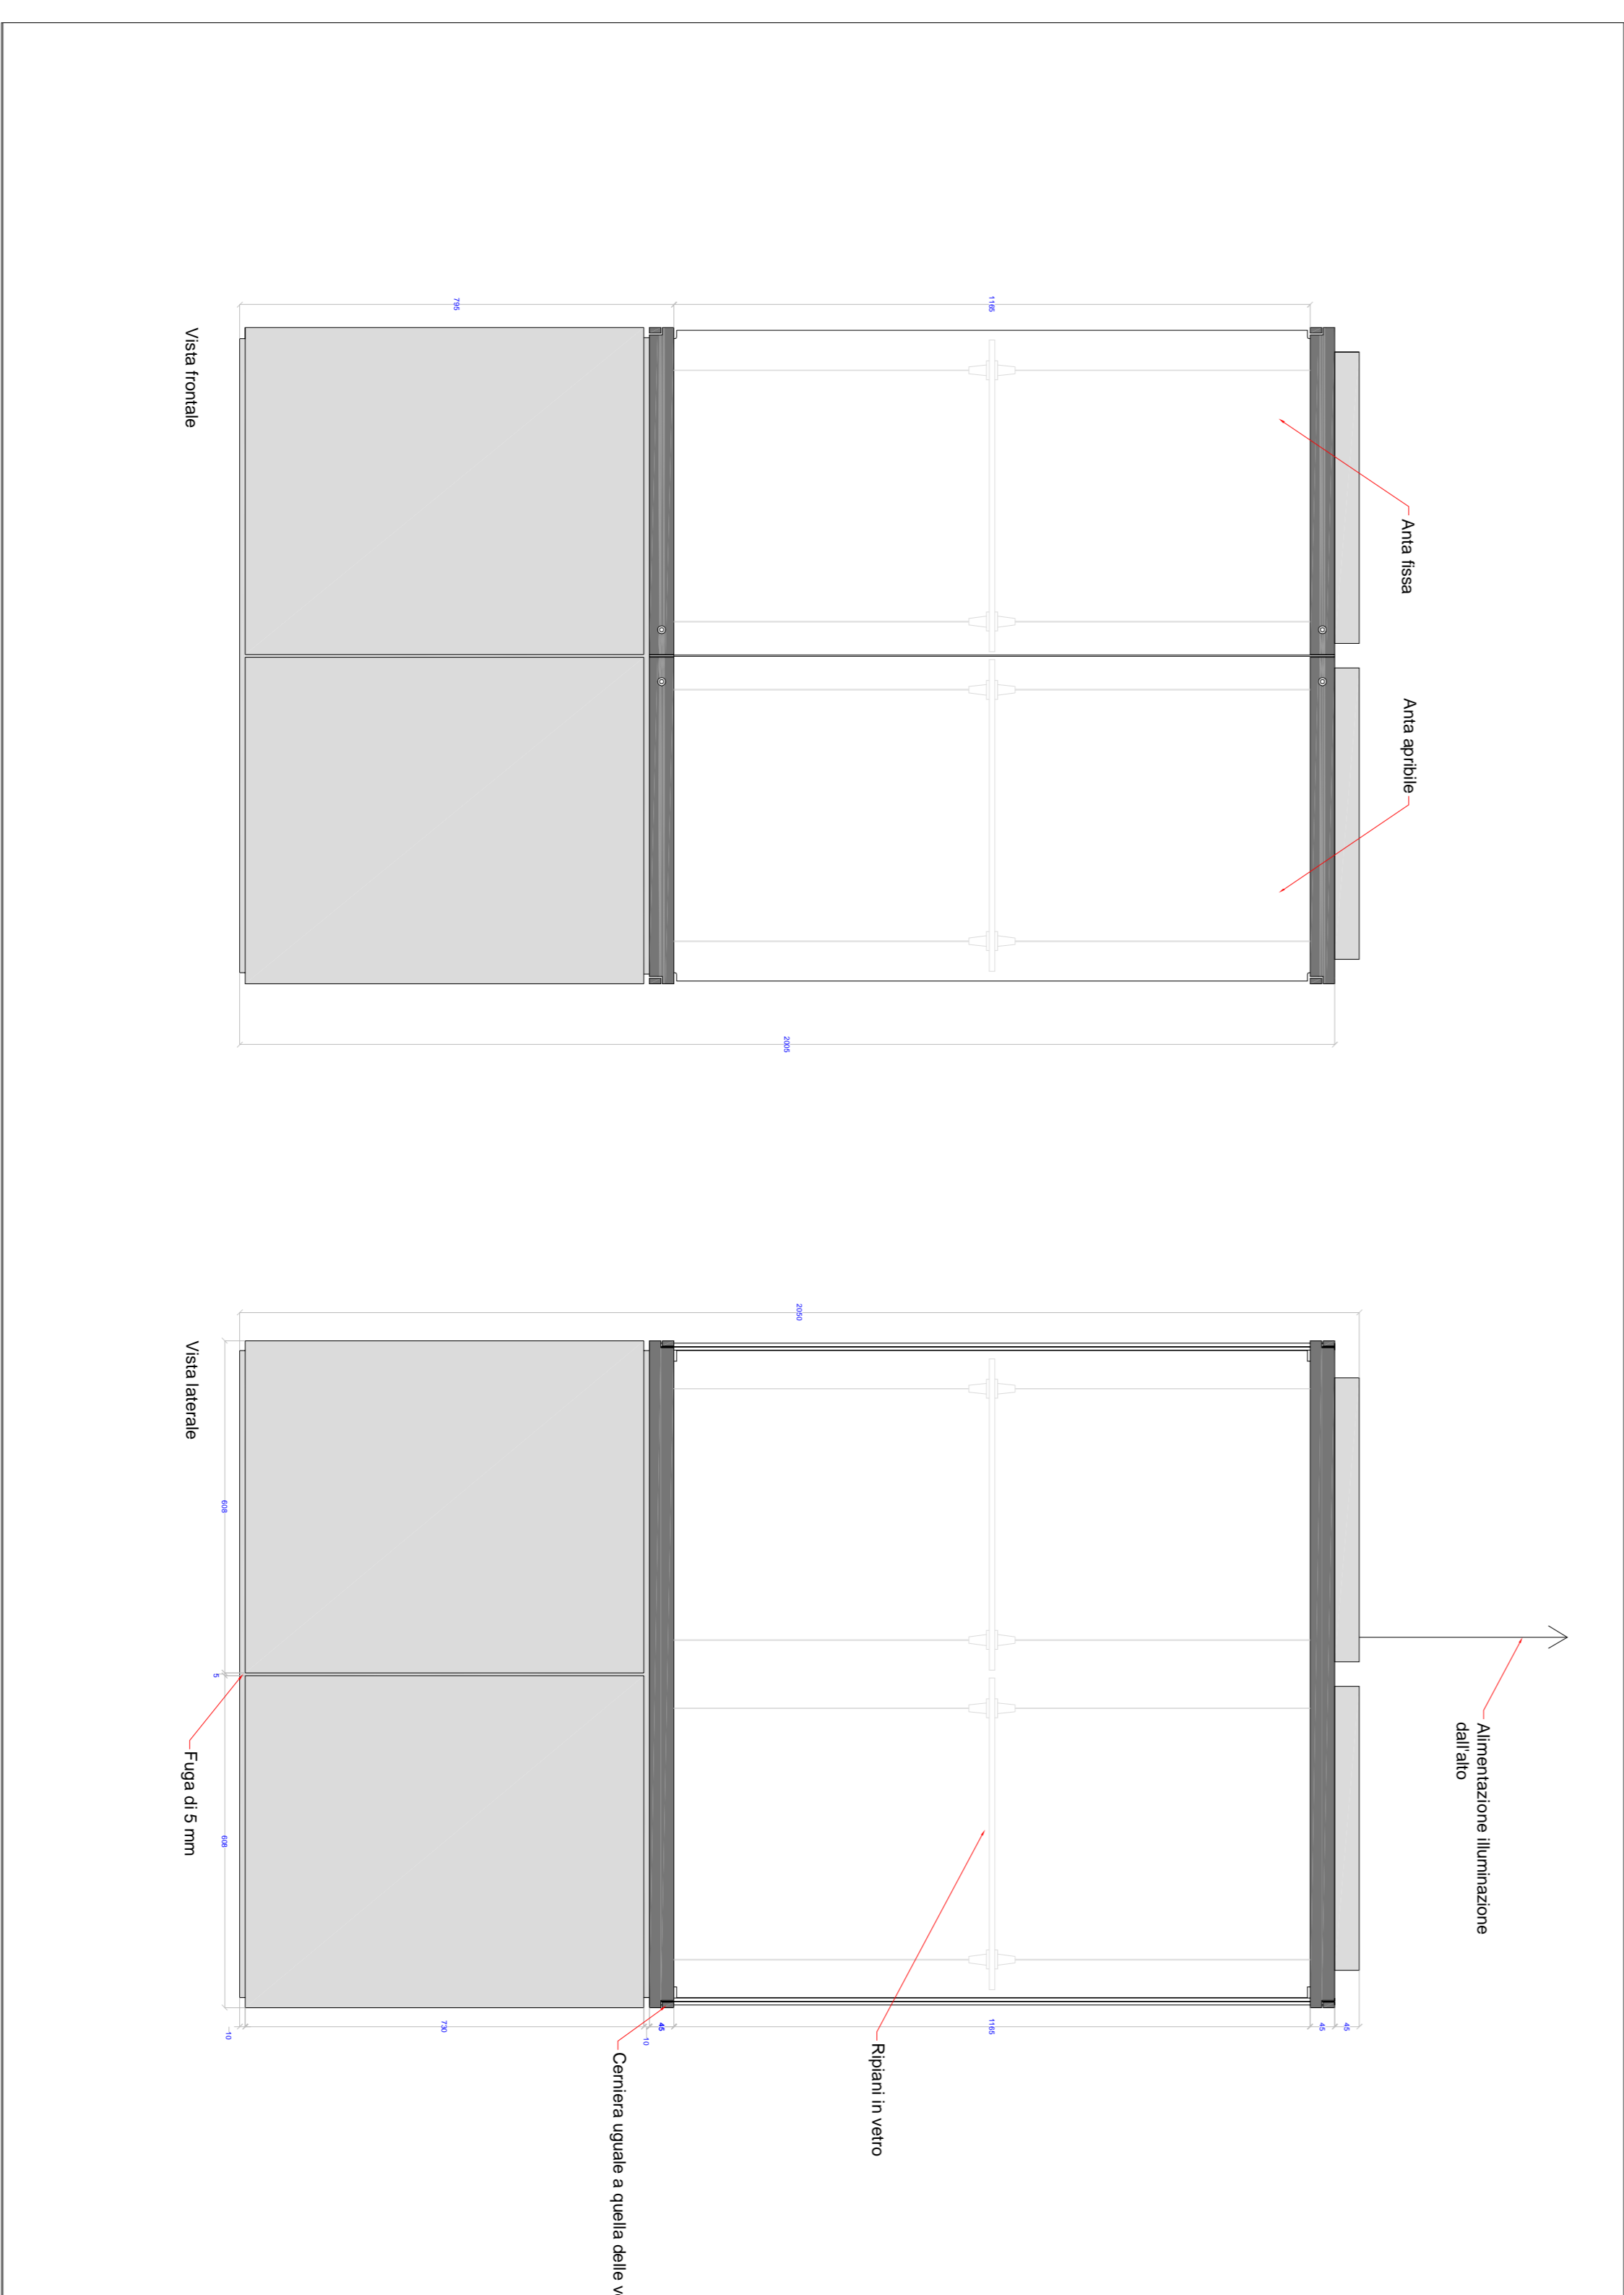 Alimentazione illuminazione
dall'alto
Anta fissa
Anta apribile
45
45
1165
795
2005
2050
1165
45
10
730
10
Ripiani in vetro
Cerniera uguale a quella delle
Vista frontale
Vista laterale
608
5
608
Fuga di 5 mm